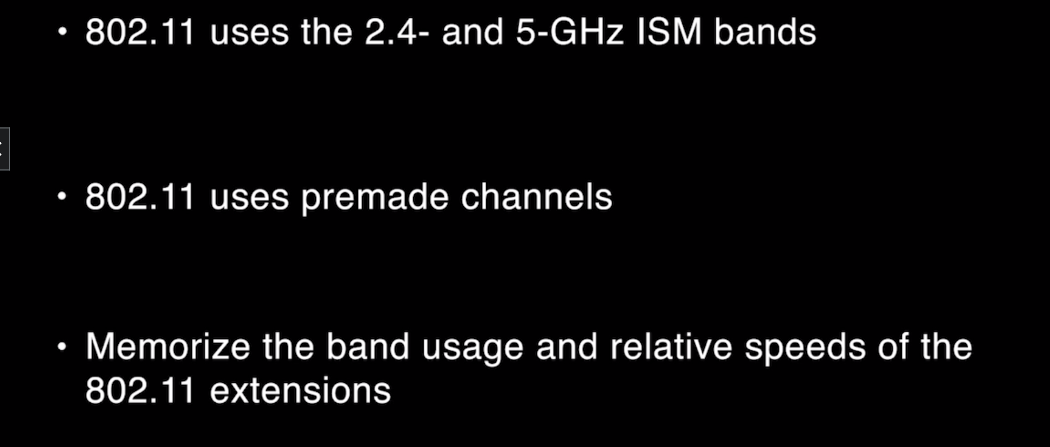 • 802.11 uses the 2.4- and 5-GHz ISM bands
• 802.11 uses premade channels
• Memorize the band usage and relative speeds of the
802.11 extensions